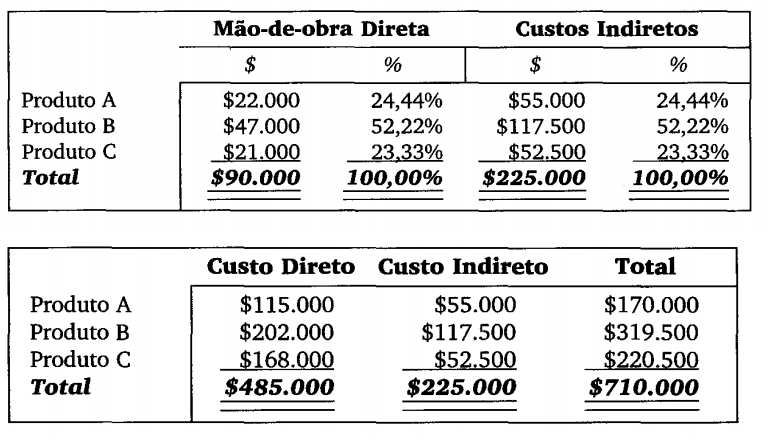 Mão-de-obra Direta Custos Indiretos
$ % $ %
Produto A $22.000 24,44% $55.000 24,44%
Produto B $47.000 52,22% $117.500 52,22%
Produto C $21.000 23,33% $52.500 23,33%
Total $90.000 100,00% $225.000 100,00%
Custo Direto Custo Indireto Total
Produto A $115.000 $55.000 $170.000
Produto B $202.000 $117.500 $319.500
Produto C $168.000 $52.500 $220.500
Total $485.000 $225.000 $710.000